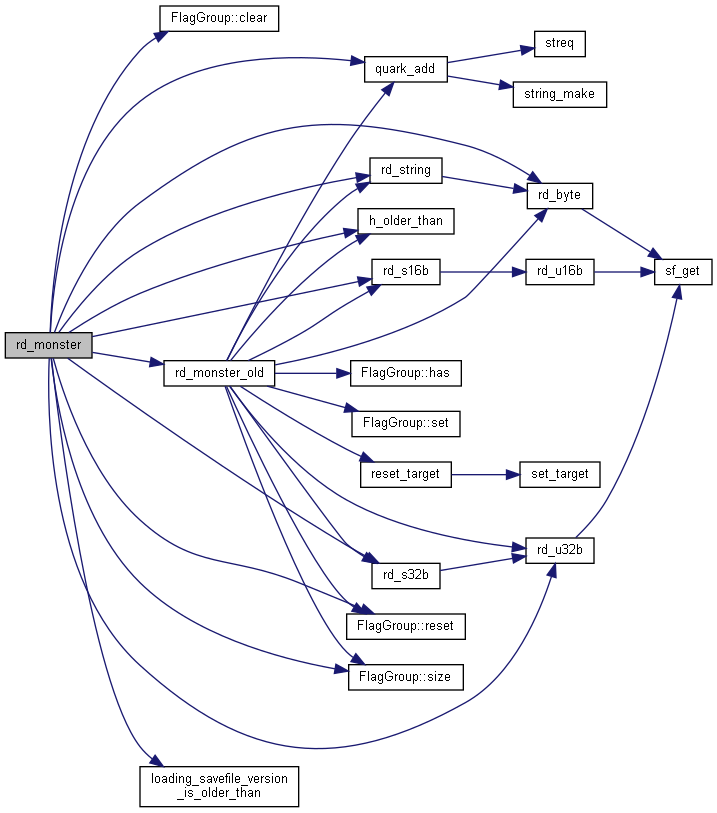 FlagGroup::clear
streq
quark_add
string_make
rd_string
rd_byte
h_older_than
rd_s16b
rd_u16b
sf_get
rd_monster
rd_monster_old
FlagGroup::has
FlagGroup::set
reset_target
set_target
rd_u32b
rd_s32b
FlagGroup::reset
FlagGroup::size
loading_savefile_version
_is_older_than